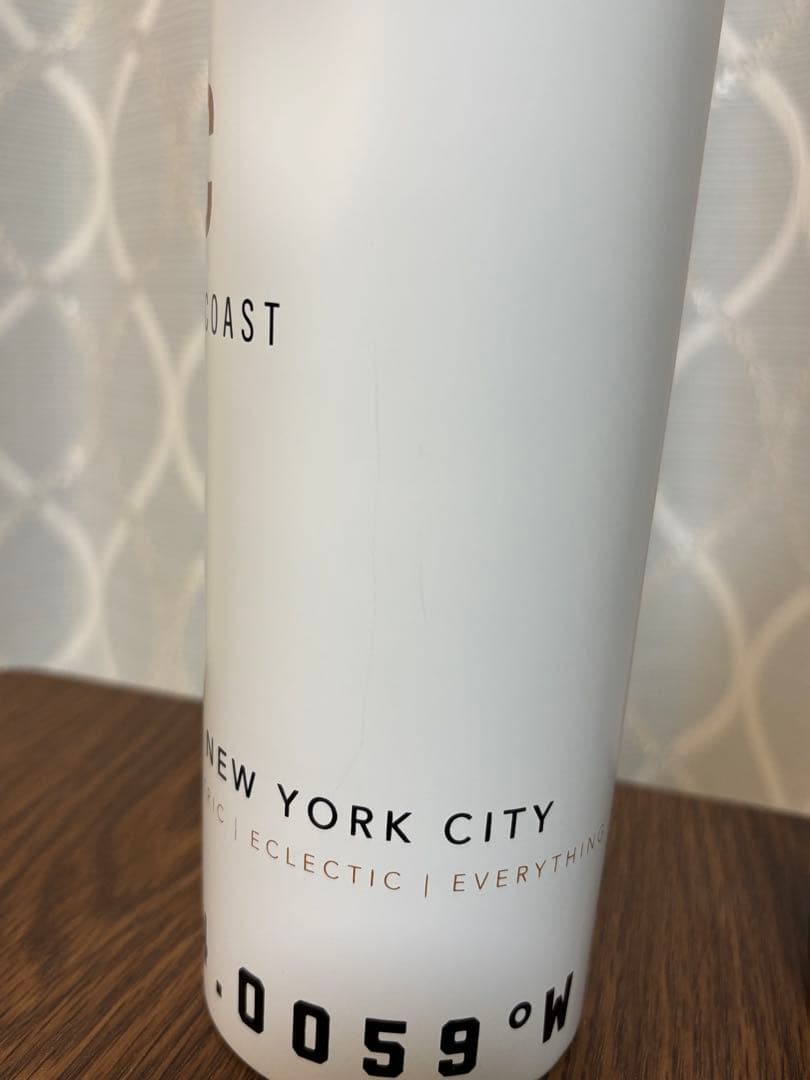 COAST
NEW YORK CITY
| ECLECTIC | EVERYTHING
.0059°W